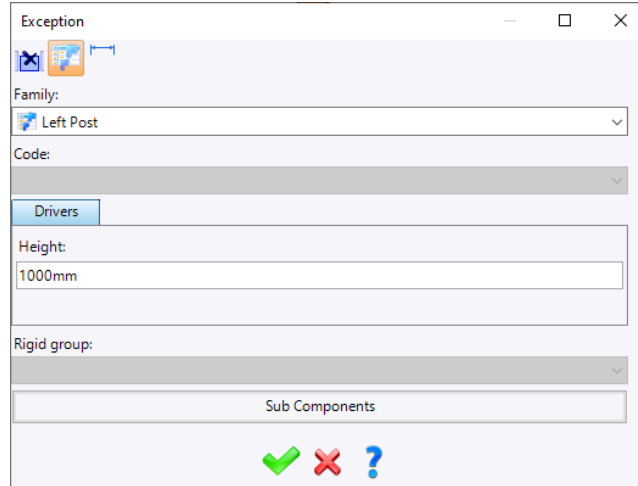 Exception
Family:
Left Post
Code:
Drivers
Height:
1000mm
Rigid group:
Sub Components